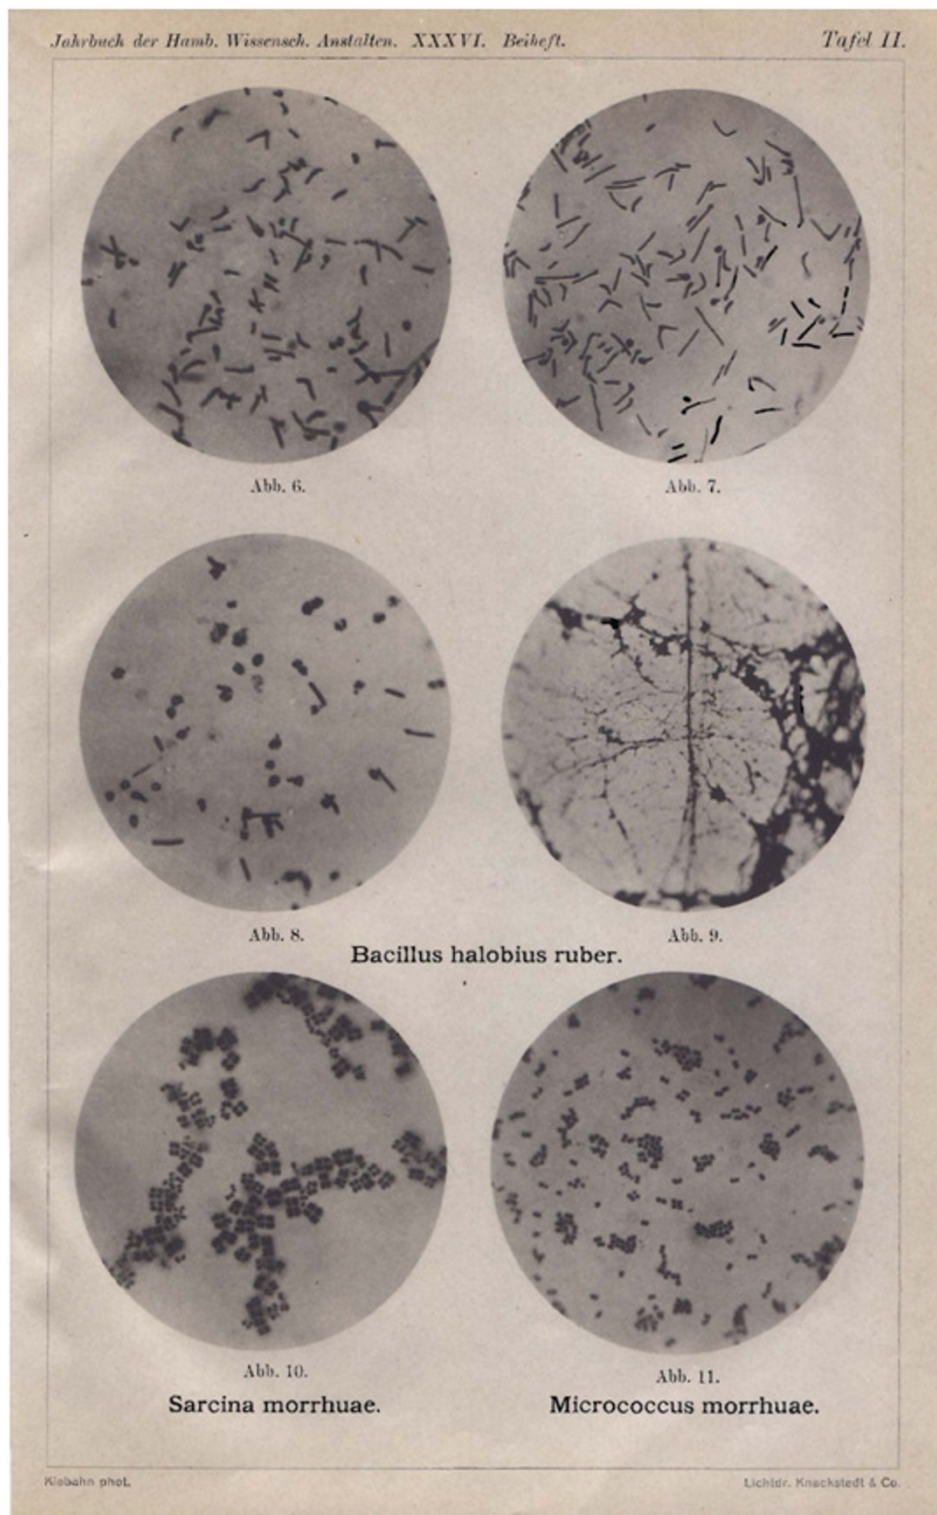 Jahrbuch der Hamb. Wissensch. Anstalten. XXXVI. Beiheft. Tafel II.
Abb. 6. Abb. 7.
Abb. 8. Abb. 9.
Bacillus halobius ruber.
Abb. 10. Abb. 11.
Sarcina morrhuae. Micrococcus morrhuae.
Klebahn phot. Lichtdr. Knackstedt & Co.